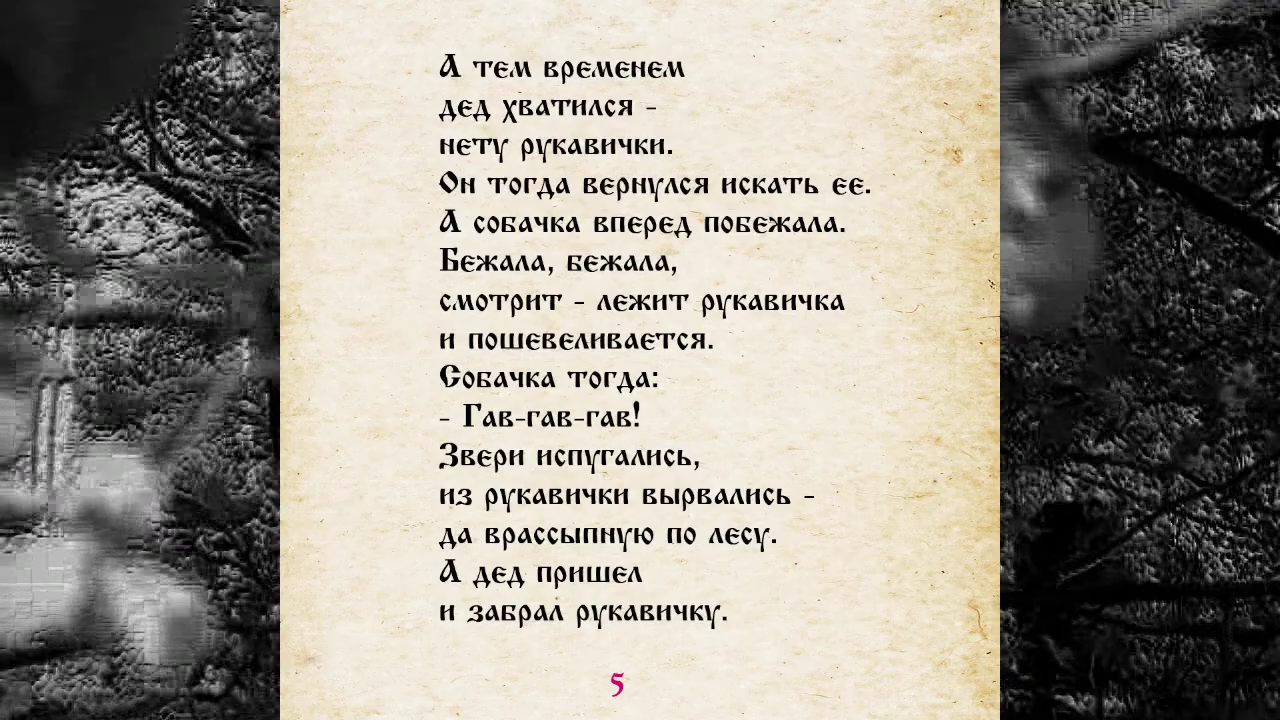 А тем временем
дед хватился -
нету рукавички.
Он тогда вернулся искать ее.
А собачка вперед побежала.
Бежала, бежала,
смотрит - лежит рукавичка
и пошевеливается.
Собачка тогда:
- Гав-гав-гав!
Звери испугались,
из рукавички вырвались -
да врассыпную по лесу.
А дед пришел
и забрал рукавичку.
5